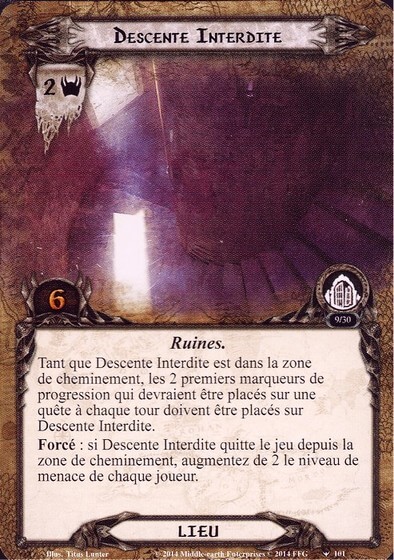 Descente Interdite
2
6
9/30
Ruines.
Tant que Descente Interdite est dans la zone
de cheminement, les 2 premiers marqueurs de
progression qui devraient être placés sur une
quête à chaque tour doivent être placés sur
Descente Interdite.
Forcé : si Descente Interdite quitte le jeu depuis la
zone de cheminement, augmentez de 2 le niveau de
menace de chaque joueur.
LIEU
Illus. Titus Lunter © 2014 Middle-earth Enterprises © 2014 FFG 101